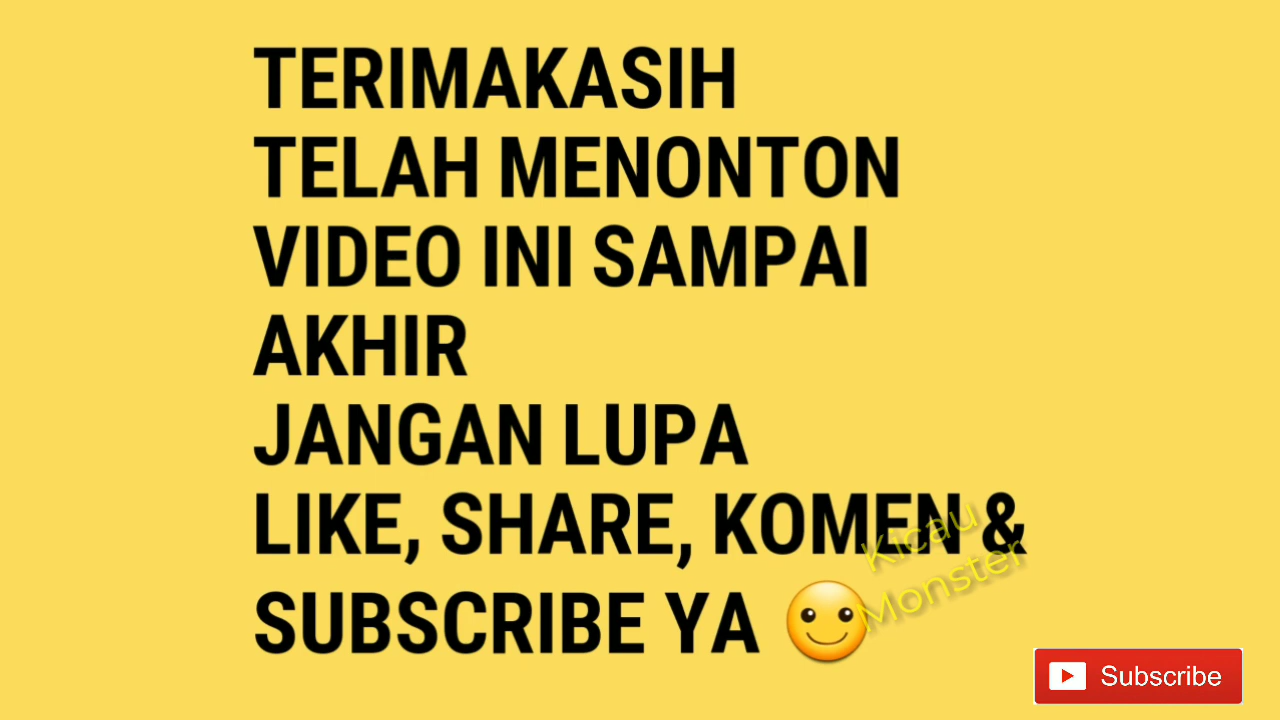 TERIMAKASIH
TELAH MENONTON
VIDEO INI SAMPAI
AKHIR
JANGAN LUPA
LIKE, SHARE, KOMEN &
SUBSCRIBE YA 🙂
Kicau
Monster
Subscribe